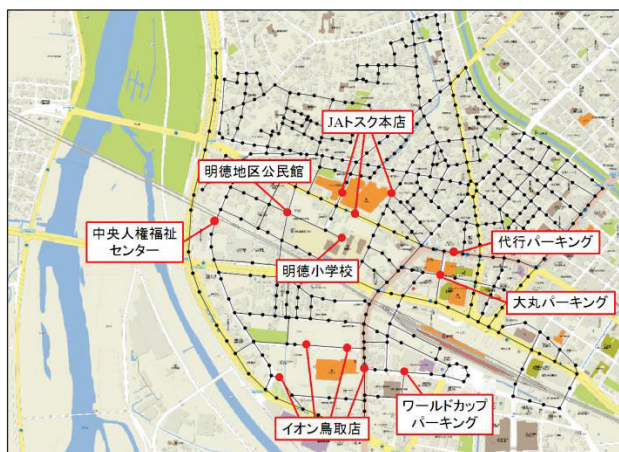 JAトスク本店
明徳地区公民館
中央人権福祉
センター
代行パーキング
明徳小学校
大丸パーキング
ワールドカップ
パーキング
イオン鳥取店